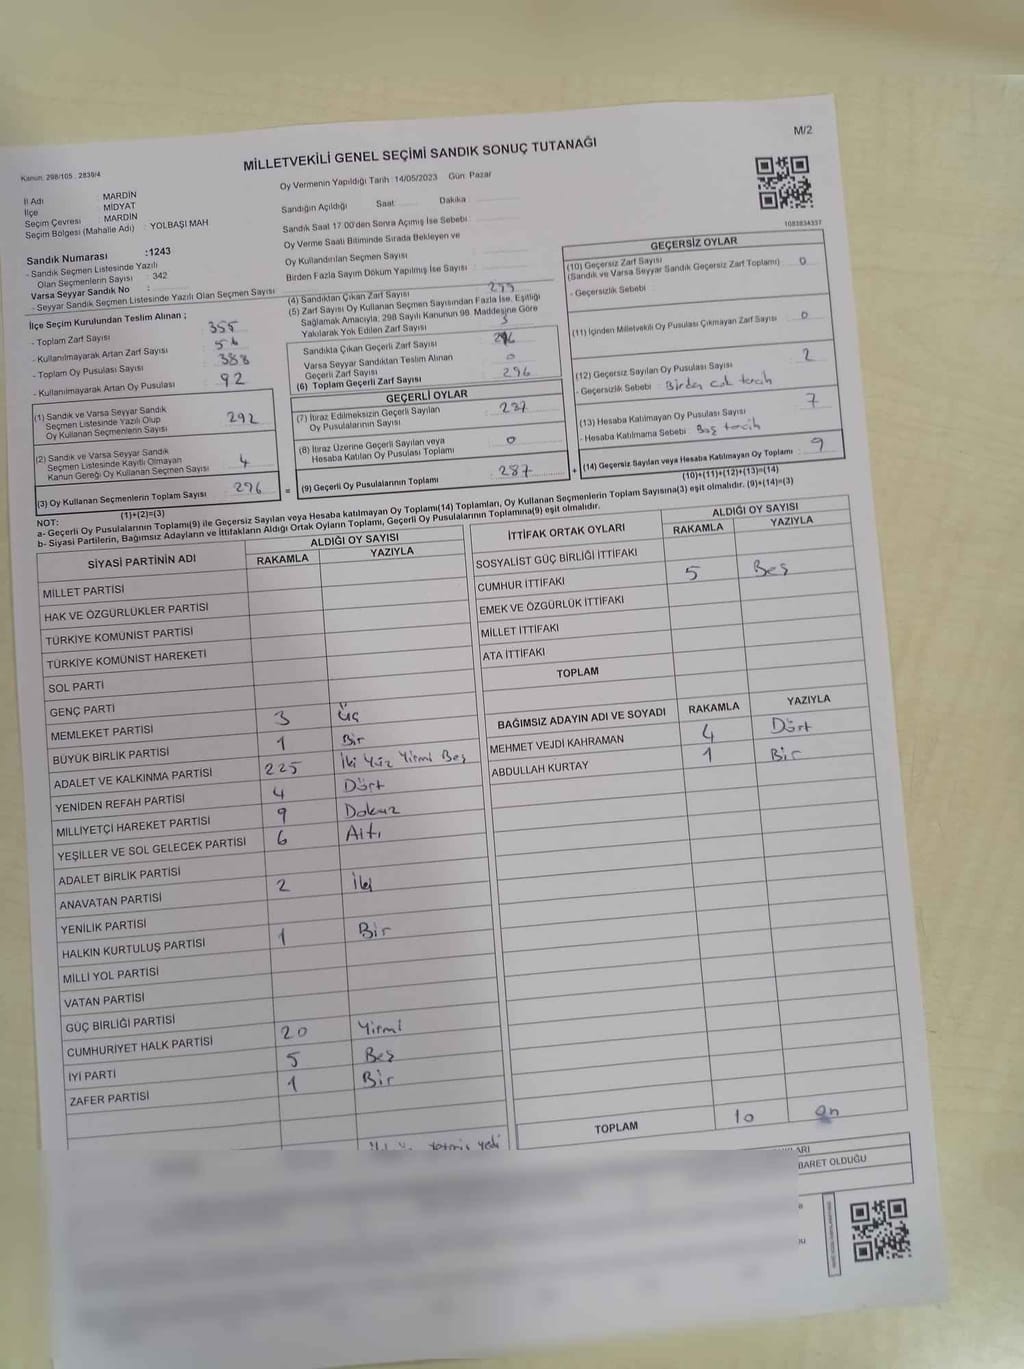 M/2
MİLLETVEKİLİ GENEL SEÇİMİ SANDIK SONUÇ TUTANAĞI
Kanun: 298/105 , 2839/4
Oy Vermenin Yapıldığı Tarih :14/05/2023 Gün Pazar
İl Adı : MARDİN
İlçe MİDYAT
Seçim Çevresi : MARDİN
Seçim Bölgesi (Mahalle Adı) : YOLBAŞI MAH
Sandığın Açıldığı Saat Dakika
Sandık Saat 17.00'den Sonra Açımış İse Sebebi
Oy Verme Saati Bitiminde Sırada Bekleyen ve
Oy Kullandırılan Seçmen Sayısı
Birden Fazla Sayım Döküm Yapılmış İse Sayısı
1083834337
Sandık Numarası :1243
- Sandık Seçmen Listesinde Yazılı
Olan Seçmenlerin Sayısı : 342
Varsa Seyyar Sandık No :
- Seyyar Sandık Seçmen Listesinde Yazılı Olan Seçmen Sayısı
İlçe Seçim Kurulundan Teslim Alınan ;
- Toplam Zarf Sayısı 355
- Kullanılmayarak Artan Zarf Sayısı
- Toplam Oy Pusulası Sayısı 388
- Kullanılmayarak Artan Oy Pusulası 92
(1) Sandık ve Varsa Seyyar Sandık
Seçmen Listesinde Yazılı Olup
Oy Kullanan Seçmenlerin Sayısı 292
(2) Sandık ve Varsa Seyyar Sandık
Seçmen Listesinde Kayıtlı Olmayan
Kanun Gereği Oy Kullanan Seçmen Sayısı 4
(3) Oy Kullanan Seçmenlerin Toplam Sayısı 296
(1)+(2)=(3)
(4) Sandıktan Çıkan Zarf Sayısı 299
(5) Zarf Sayısı Oy Kullanan Seçmen Sayısından Fazla İse, Eşitliği
Sağlamak Amacıyla, 298 Sayılı Kanunun 98. Maddesine Göre
Yakılarak Yok Edilen Zarf Sayısı 3
Sandıkta Çıkan Geçerli Zarf Sayısı 296
Varsa Seyyar Sandıktan Teslim Alınan
Geçerli Zarf Sayısı 0
(6) Toplam Geçerli Zarf Sayısı 296
GEÇERLİ OYLAR
(7) İtiraz Edilmeksizin Geçerli Sayılan
Oy Pusulalarının Sayısı 287
(8) İtiraz Üzerine Geçerli Sayılan veya
Hesaba Katılan Oy Pusulası Toplamı 0
= (9) Geçerli Oy Pusulalarının Toplamı 287 +
GEÇERSİZ OYLAR
(10) Geçersiz Zarf Sayısı
(Sandık ve Varsa Seyyar Sandık Geçersiz Zarf Toplamı) 0
- Geçersizlik Sebebi
(11) İçinden Milletvekili Oy Pusulası Çıkmayan Zarf Sayısı 0
(12) Geçersiz Sayılan Oy Pusulası Sayısı 2
- Geçersizlik Sebebi : Birden çok tercih
(13) Hesaba Katılmayan Oy Pusulası Sayısı 7
- Hesaba Katılmama Sebebi : Boş tercih
(14) Geçersiz Sayılan veya Hesaba Katılmayan Oy Toplamı 9
(10)+(11)+(12)+(13)=(14)
NOT:
a- Geçerli Oy Pusulalarının Toplamı(9) ile Geçersiz Sayılan veya Hesaba katılmayan Oy Toplamı(14) Toplamları, Oy Kullanan Seçmenlerin Toplam Sayısına(3) eşit olmalıdır. (9)+(14)=(3)
b- Siyasi Partilerin, Bağımsız Adayların ve İttifakların Aldığı Ortak Oyların Toplamı, Geçerli Oy Pusulalarının Toplamına(9) eşit olmalıdır.
SİYASİ PARTİNİN ADI ALDIĞI OY SAYISI
RAKAMLA YAZIYLA
MİLLET PARTİSİ
HAK VE ÖZGÜRLÜKLER PARTİSİ
TÜRKİYE KOMÜNİST PARTİSİ
TÜRKİYE KOMÜNİST HAREKETİ
SOL PARTİ
GENÇ PARTİ
MEMLEKET PARTİSİ 3 Üç
BÜYÜK BİRLİK PARTİSİ 1 Bir
ADALET VE KALKINMA PARTİSİ 225 İki Yüz Yirmi Beş
YENİDEN REFAH PARTİSİ 4 Dört
MİLLİYETÇİ HAREKET PARTİSİ 9 Dokuz
YEŞİLLER VE SOL GELECEK PARTİSİ 6 Altı
ADALET BİRLİK PARTİSİ
ANAVATAN PARTİSİ 2 İki
YENİLİK PARTİSİ
HALKIN KURTULUŞ PARTİSİ 1 Bir
MİLLİ YOL PARTİSİ
VATAN PARTİSİ
GÜÇ BİRLİĞİ PARTİSİ
CUMHURİYET HALK PARTİSİ 20 Yirmi
İYİ PARTİ 5 Beş
ZAFER PARTİSİ 1 Bir
yetmiş yedi
İTTİFAK ORTAK OYLARI ALDIĞI OY SAYISI
RAKAMLA YAZIYLA
SOSYALİST GÜÇ BİRLİĞİ İTTİFAKI
CUMHUR İTTİFAKI 5 Beş
EMEK VE ÖZGÜRLÜK İTTİFAKI
MİLLET İTTİFAKI
ATA İTTİFAKI
TOPLAM
BAĞIMSIZ ADAYIN ADI VE SOYADI RAKAMLA YAZIYLA
MEHMET VEJDİ KAHRAMAN 4 Dört
ABDULLAH KURTAY 1 Bir
TOPLAM 10 on
BARET OLDUĞU